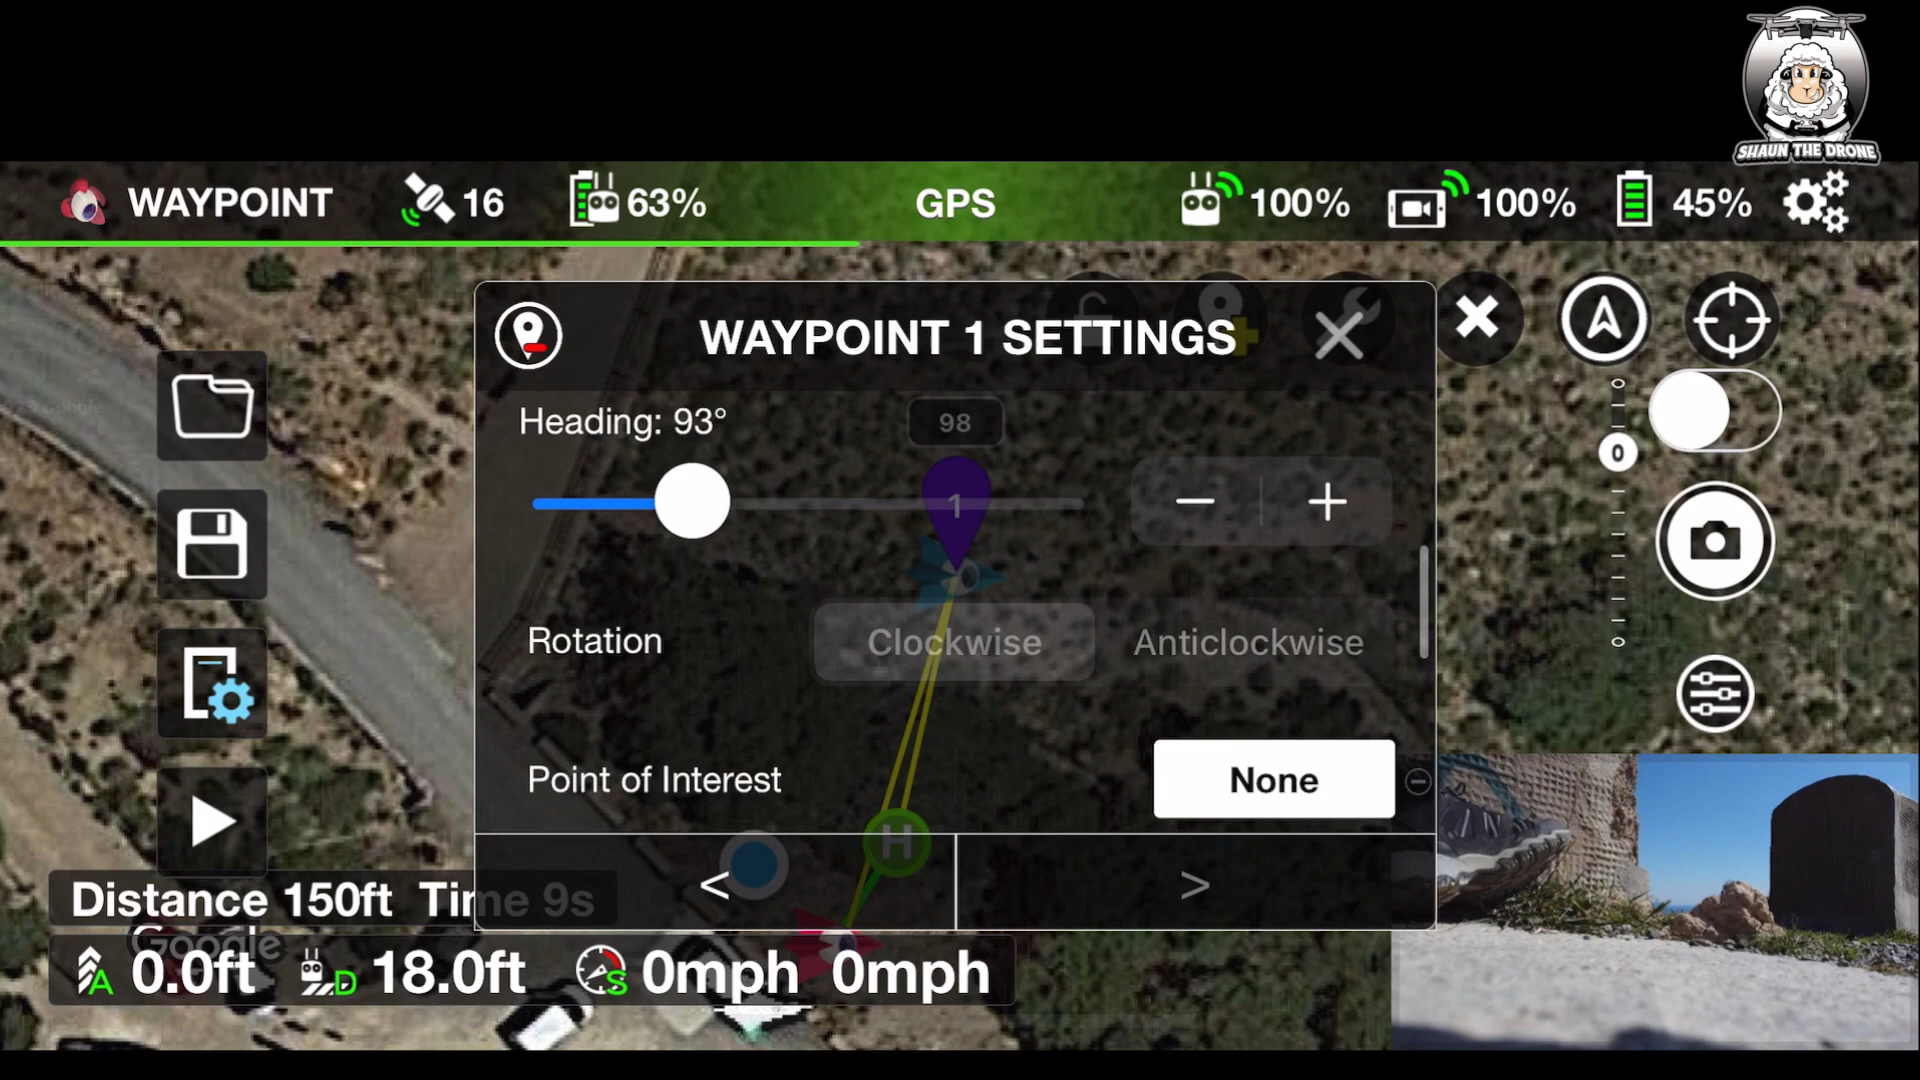 SHAUN THE DRONE
WAYPOINT 16 63% GPS 100% 100% 45%
WAYPOINT 1 SETTINGS
Heading: 93° 98
1
0
Rotation Clockwise Anticlockwise
Point of Interest None
H
< >
Distance 150ft Time 9s
Google
A 0.0ft D 18.0ft S 0mph 0mph